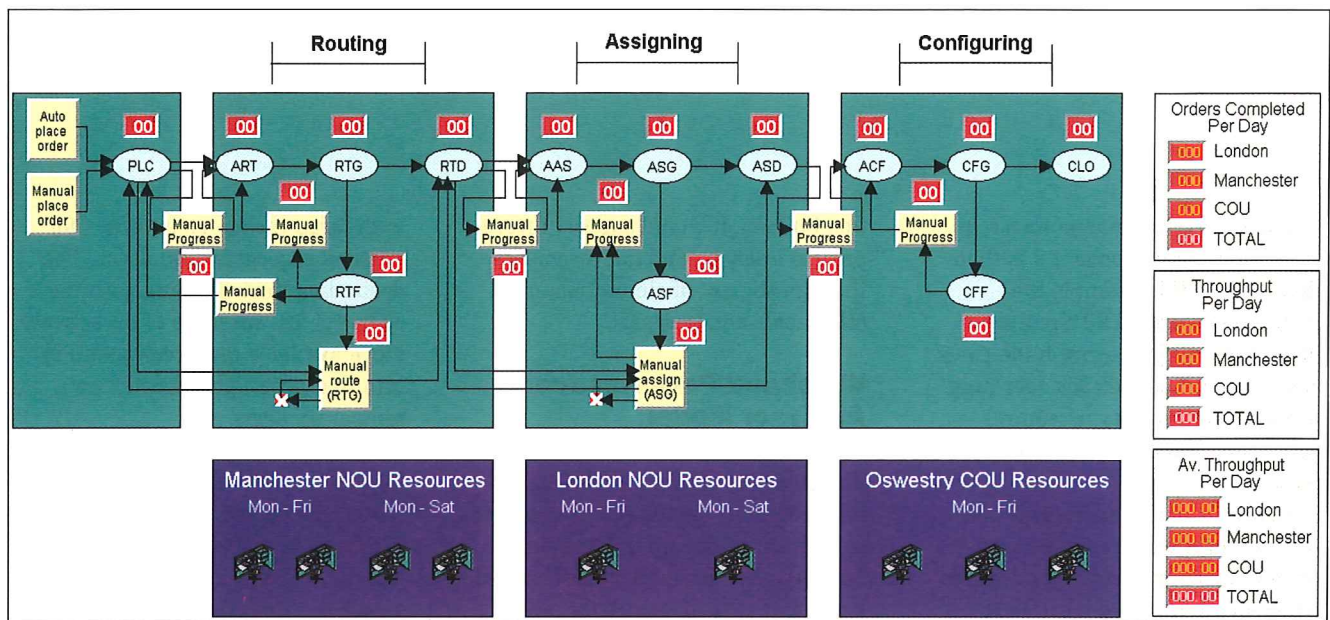 Routing
Assigning
Configuring
Auto
place
order
Manual
place
order
00
PLC
Manual
Progress
00
00
ART
00
RTG
00
RTD
00
Manual
Progress
Manual
Progress
00
RTF
00
Manual
route
(RTG)
Manual
Progress
00
00
AAS
00
ASG
00
ASD
00
Manual
Progress
00
ASF
00
Manual
assign
(ASG)
Manual
Progress
00
00
ACF
00
CFG
00
CLO
00
Manual
Progress
CFF
00
Orders Completed
Per Day
000 London
000 Manchester
000 COU
000 TOTAL
Throughput
Per Day
000 London
000 Manchester
000 COU
000 TOTAL
Av. Throughput
Per Day
000.00 London
000.00 Manchester
000.00 COU
000.00 TOTAL
Manchester NOU Resources
Mon - Fri Mon - Sat
London NOU Resources
Mon - Fri Mon - Sat
Oswestry COU Resources
Mon - Fri